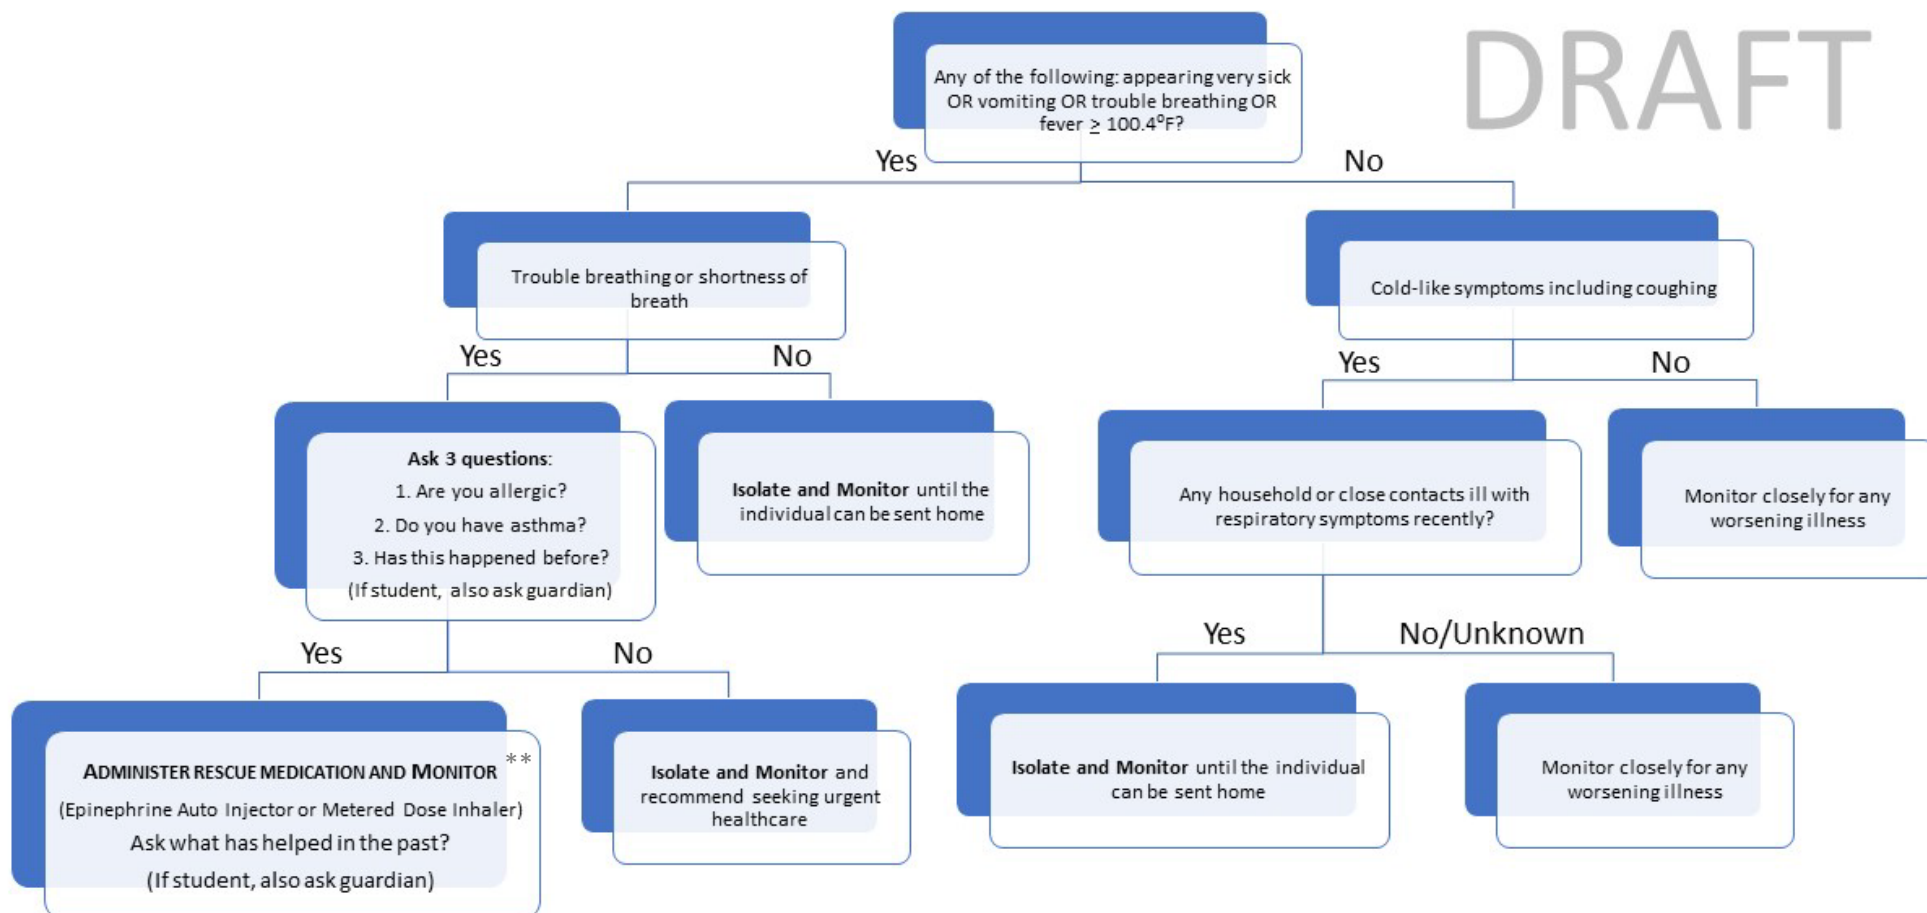 DRAFT
Any of the following: appearing very sick
OR vomiting OR trouble breathing OR
fever ≥ 100.4⁰F?
Yes
No
Trouble breathing or shortness of
breath
Cold-like symptoms including coughing
Yes
No
Yes
No
Ask 3 questions:
1. Are you allergic?
2. Do you have asthma?
3. Has this happened before?
(If student, also ask guardian)
Isolate and Monitor until the
individual can be sent home
Any household or close contacts ill with
respiratory symptoms recently?
Monitor closely for any
worsening illness
Yes
No
Yes
No/Unknown
ADMINISTER RESCUE MEDICATION AND MONITOR **
(Epinephrine Auto Injector or Metered Dose Inhaler)
Ask what has helped in the past?
(If student, also ask guardian)
Isolate and Monitor and
recommend seeking urgent
healthcare
Isolate and Monitor until the individual
can be sent home
Monitor closely for any
worsening illness